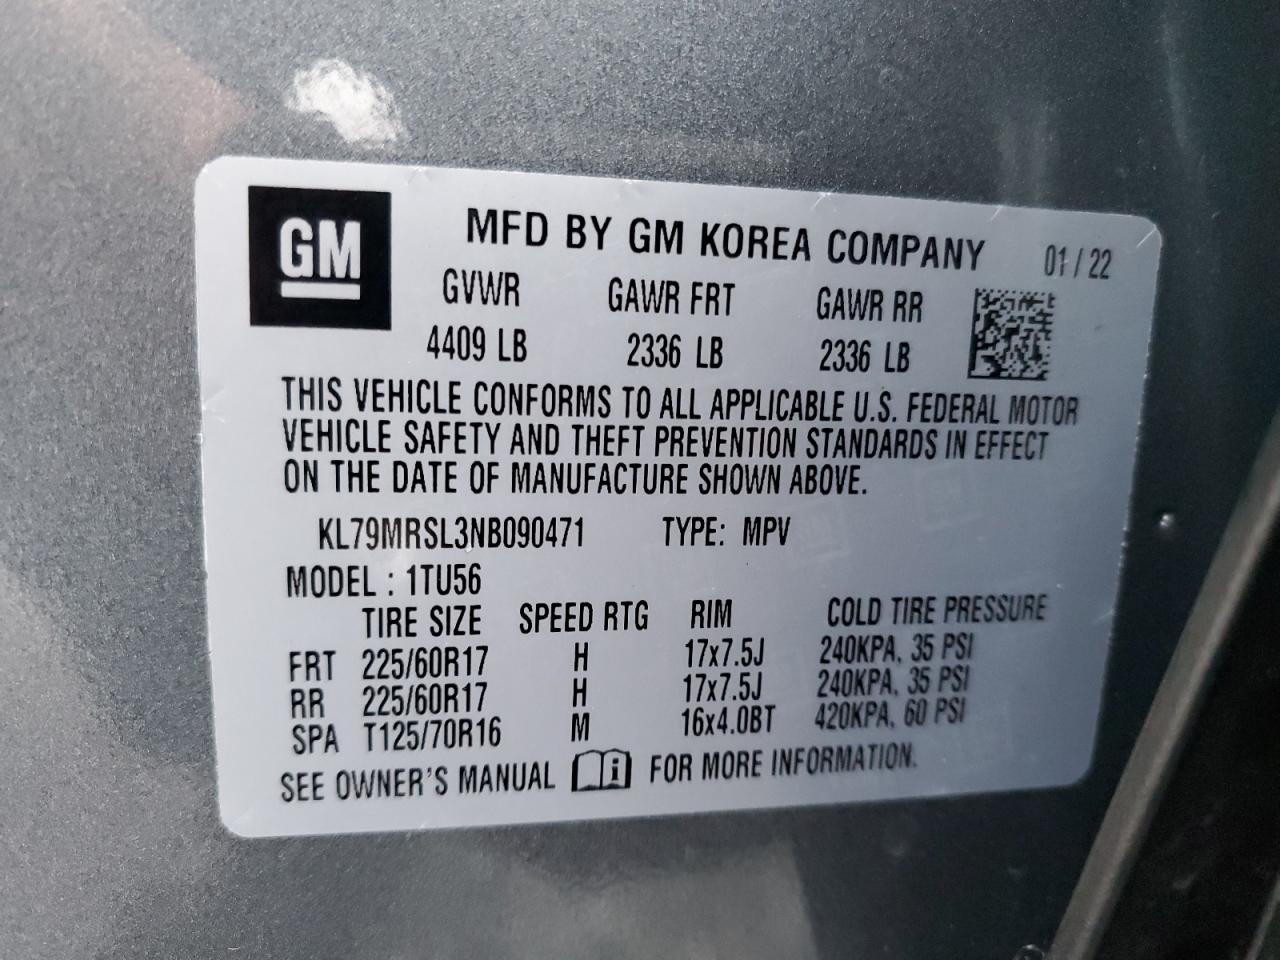 GM
MFD BY GM KOREA COMPANY 01/22
GVWR GAWR FRT GAWR RR
4409 LB 2336 LB 2336 LB
THIS VEHICLE CONFORMS TO ALL APPLICABLE U.S. FEDERAL MOTOR
VEHICLE SAFETY AND THEFT PREVENTION STANDARDS IN EFFECT
ON THE DATE OF MANUFACTURE SHOWN ABOVE.
KL79MRSL3NB090471 TYPE: MPV
MODEL : 1TU56
TIRE SIZE SPEED RTG RIM COLD TIRE PRESSURE
FRT 225/60R17 H 17x7.5J 240KPA, 35 PSI
RR 225/60R17 H 17x7.5J 240KPA, 35 PSI
SPA T125/70R16 M 16x4.0BT 420KPA, 60 PSI
SEE OWNER'S MANUAL i FOR MORE INFORMATION.